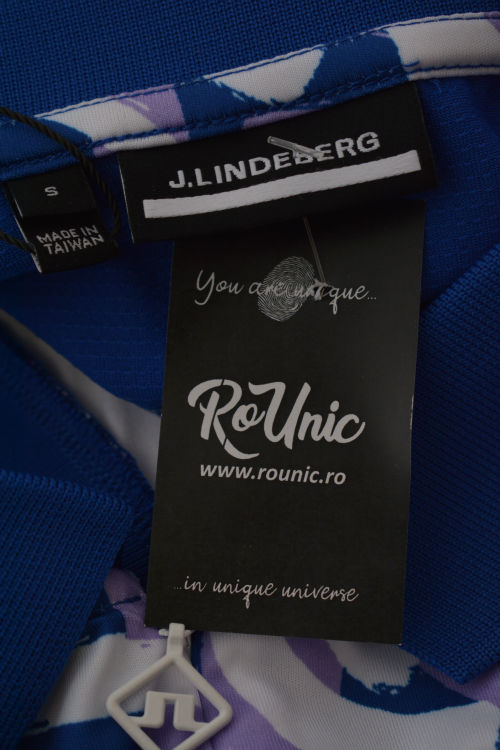 J.LINDEBERG
S
MADE IN
TAIWAN
You are unique...
RoUnic
www.rounic.ro
...in unique universe